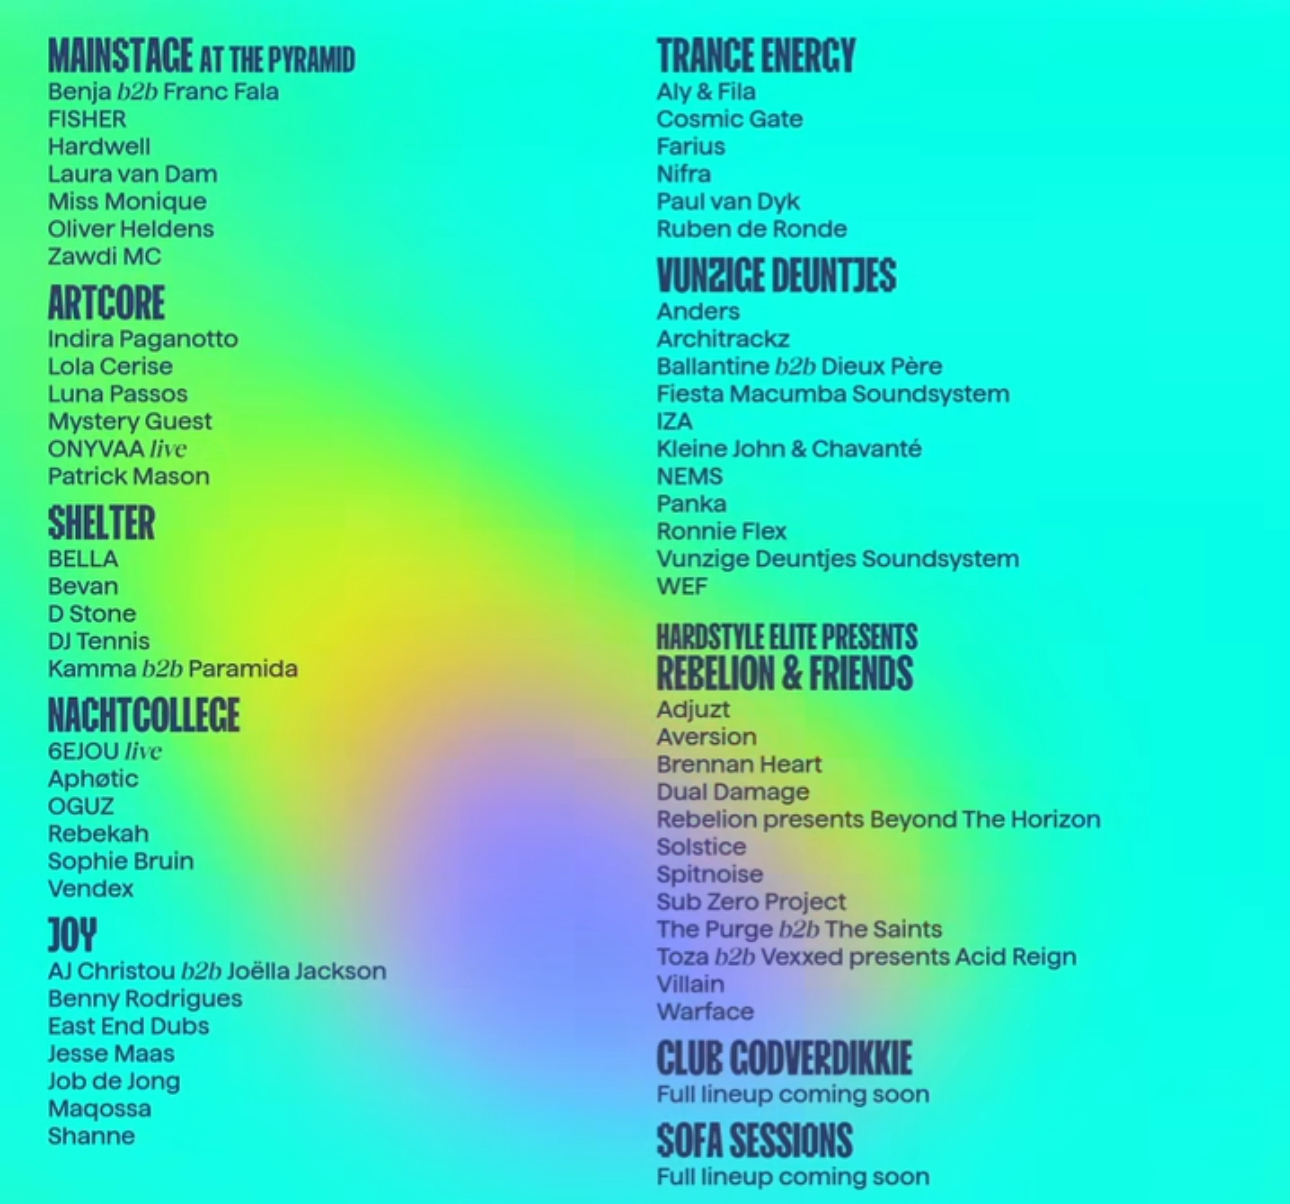 MAINSTAGE AT THE PYRAMID
Benja b2b Franc Fala
FISHER
Hardwell
Laura van Dam
Miss Monique
Oliver Heldens
Zawdi MC
ARTCORE
Indira Paganotto
Lola Cerise
Luna Passos
Mystery Guest
ONYVAA live
Patrick Mason
SHELTER
BELLA
Bevan
D Stone
DJ Tennis
Kamma b2b Paramida
NACHTCOLLEGE
6EJOU live
Aphøtic
OGUZ
Rebekah
Sophie Bruin
Vendex
JOY
AJ Christou b2b Joëlla Jackson
Benny Rodrigues
East End Dubs
Jesse Maas
Job de Jong
Maqossa
Shanne
TRANCE ENERGY
Aly & Fila
Cosmic Gate
Farius
Nifra
Paul van Dyk
Ruben de Ronde
VUNZIGE DEUNTJES
Anders
Architrackz
Ballantine b2b Dieux Père
Fiesta Macumba Soundsystem
IZA
Kleine John & Chavanté
NEMS
Panka
Ronnie Flex
Vunzige Deuntjes Soundsystem
WEF
HARDSTYLE ELITE PRESENTS
REBELION & FRIENDS
Adjuzt
Aversion
Brennan Heart
Dual Damage
Rebelion presents Beyond The Horizon
Solstice
Spitnoise
Sub Zero Project
The Purge b2b The Saints
Toza b2b Vexxed presents Acid Reign
Villain
Warface
CLUB GODVERDIKKIE
Full lineup coming soon
SOFA SESSIONS
Full lineup coming soon